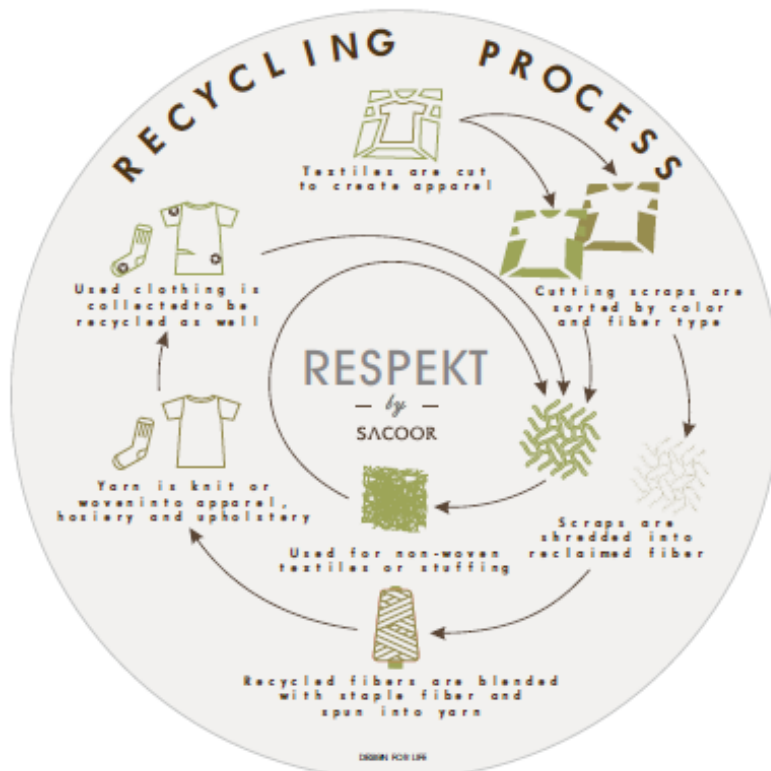 RECYCLING PROCESS
Textiles are cut
to create apparel
Cutting scraps are
sorted by color
and fiber type
Used clothing is
collectedto be
recycled as well
RESPEKT
by
SACOOR
Yarn is knit or
woveninto apparel,
hosiery and upholstery
Scraps are
shredded into
reclaimed fiber
Used for non-woven
textiles or stuffing
Recycled fibers are blended
with staple fiber and
spun into yarn
DESIGN FOR LIFE